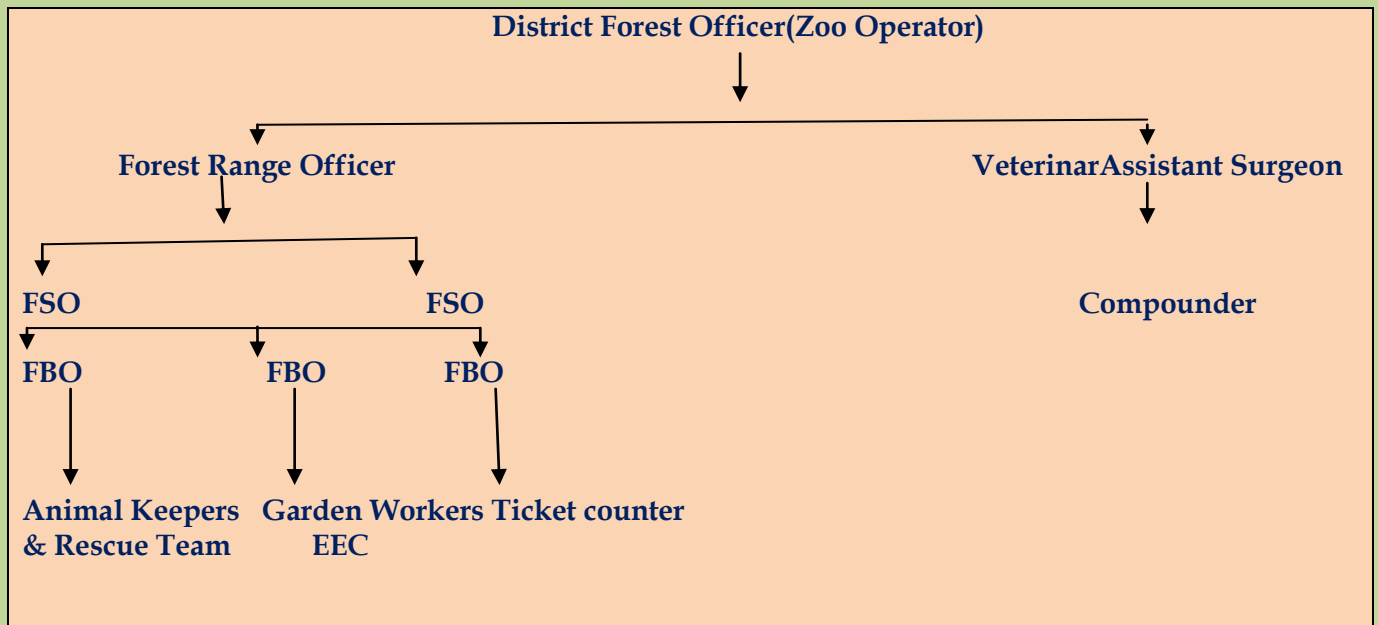 District Forest Officer(Zoo Operator)
Forest Range Officer VeterinarAssistant Surgeon
FSO FSO Compounder
FBO FBO FBO
Animal Keepers Garden Workers Ticket counter
& Rescue Team EEC